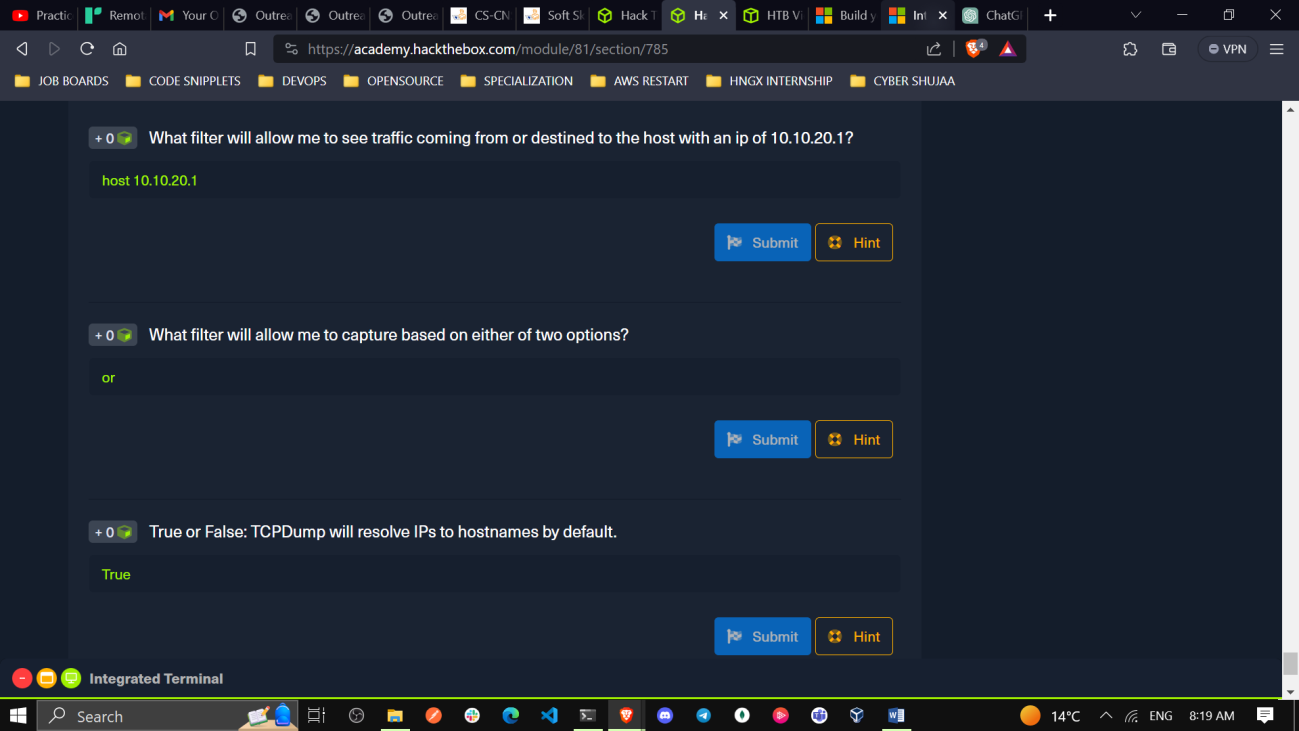 Practic
Remot
Your O
Outrea
Outrea
Outrea
CS-CN
Soft Sk
Hack T
Ha
HTB Vi
Build y
Int
ChatGP
https://academy.hackthebox.com/module/81/section/785
4
VPN
JOB BOARDS
CODE SNIPPLETS
DEVOPS
OPENSOURCE
SPECIALIZATION
AWS RESTART
HNGX INTERNSHIP
CYBER SHUJAA
+ 0 What filter will allow me to see traffic coming from or destined to the host with an ip of 10.10.20.1?
host 10.10.20.1
Submit Hint
+ 0 What filter will allow me to capture based on either of two options?
or
Submit Hint
+ 0 True or False: TCPDump will resolve IPs to hostnames by default.
True
Submit Hint
Integrated Terminal
Search
14°C
ENG
8:19 AM